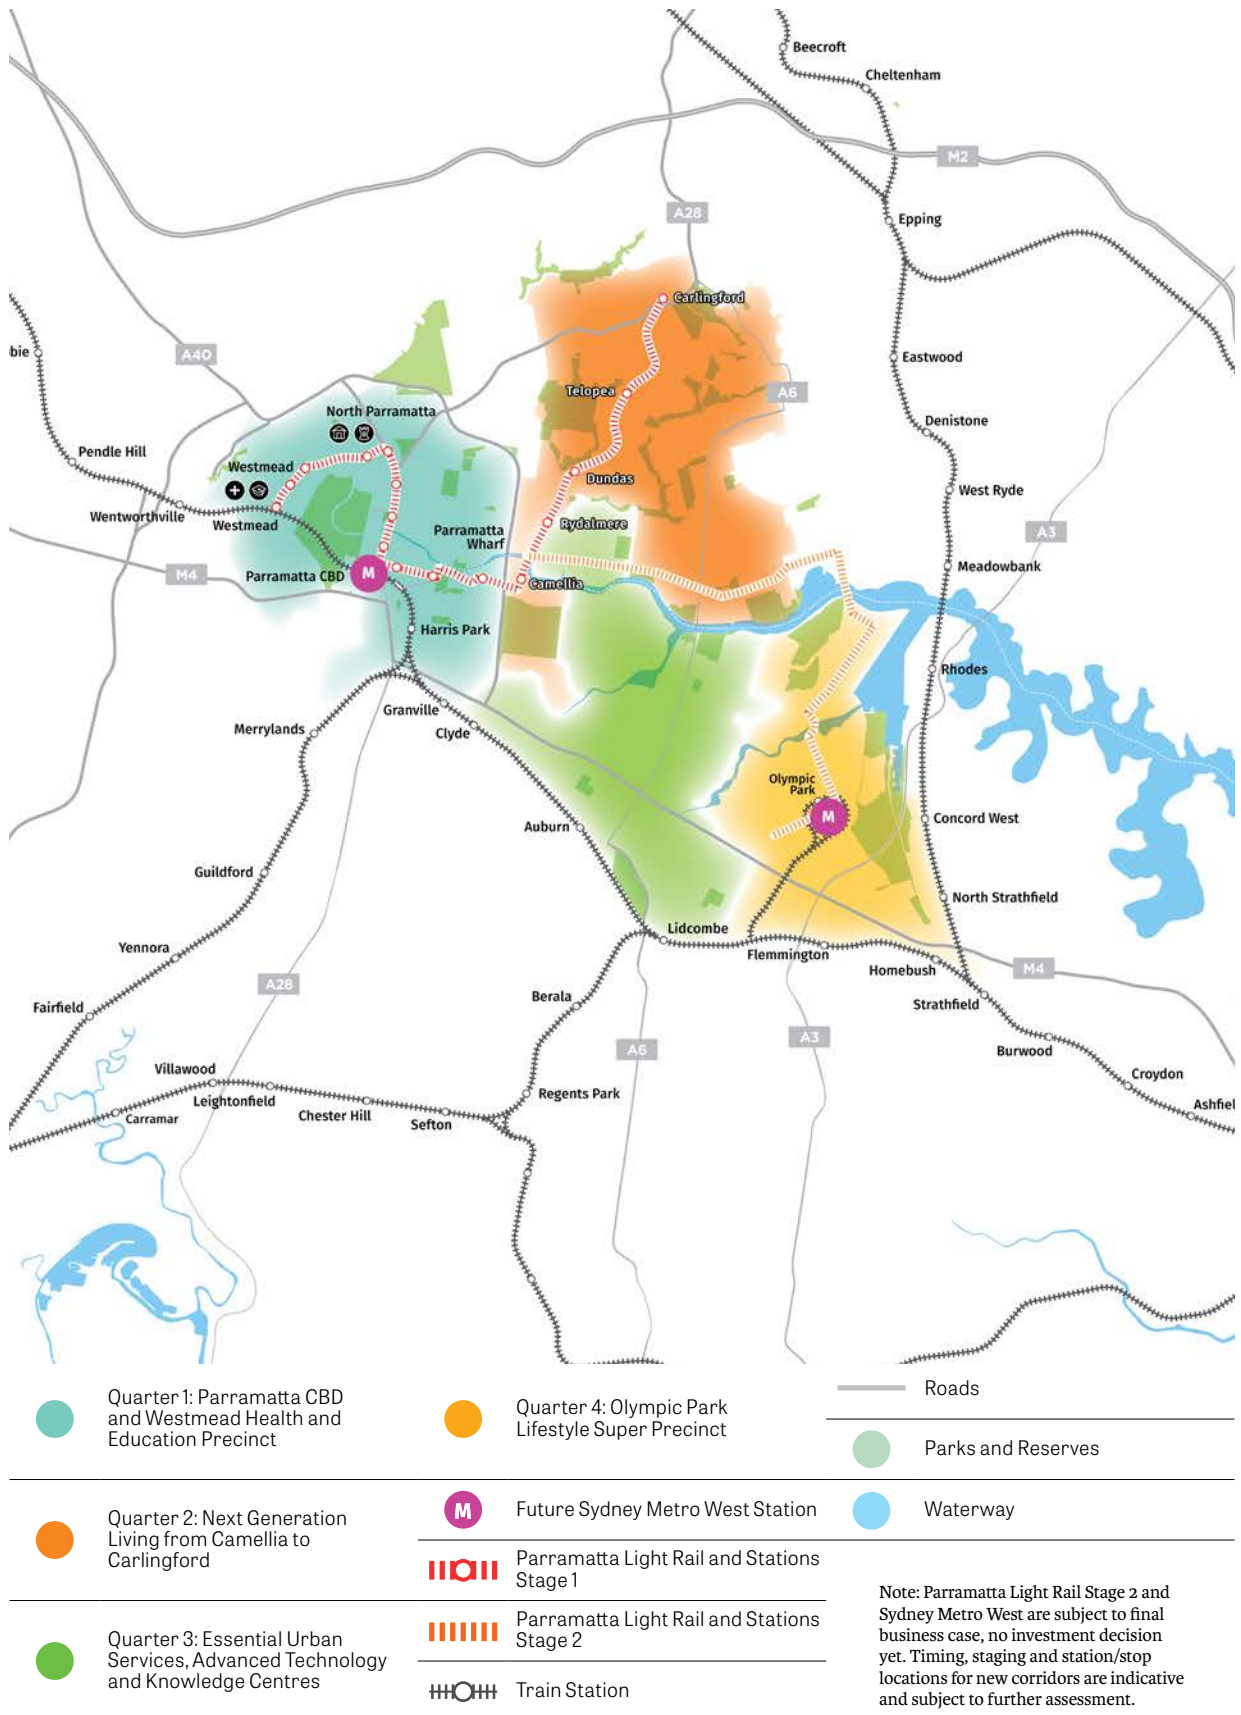 Beecroft
Cheltenham
M2
A28
Epping
Carlingford
bie
A40
Eastwood
Telopea
A6
North Parramatta
Denistone
Pendle Hill
Westmead
Dundas
West Ryde
Wentworthville
Westmead
Rydalmere
A3
Parramatta
Wharf
Meadowbank
M4
Parramatta CBD
M
Camellia
Harris Park
Rhodes
Granville
Merrylands
Clyde
Olympic
Park
M
Concord West
Auburn
Guildford
North Strathfield
Lidcombe
Yennora
Flemmington
Homebush
M4
A28
Berala
Strathfield
Fairfield
A6
A3
Burwood
Villawood
Croydon
Leightonfield
Regents Park
Ashfiel
Carramar
Chester Hill
Sefton
Quarter 1: Parramatta CBD
and Westmead Health and
Education Precinct
Quarter 2: Next Generation
Living from Camellia to
Carlingford
Quarter 3: Essential Urban
Services, Advanced Technology
and Knowledge Centres
Quarter 4: Olympic Park
Lifestyle Super Precinct
M
Future Sydney Metro West Station
Parramatta Light Rail and Stations
Stage 1
Parramatta Light Rail and Stations
Stage 2
Train Station
Roads
Parks and Reserves
Waterway
Note: Parramatta Light Rail Stage 2 and
Sydney Metro West are subject to final
business case, no investment decision
yet. Timing, staging and station/stop
locations for new corridors are indicative
and subject to further assessment.